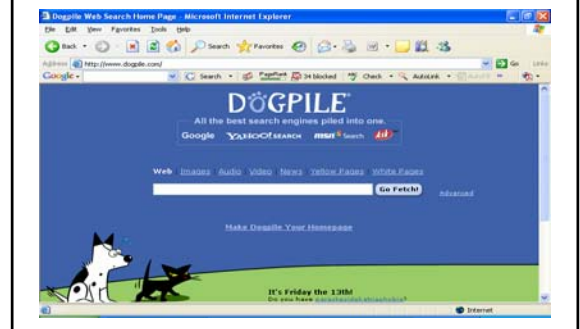 Dogpile Web Search Home Page - Microsoft Internet Explorer
File Edit View Favorites Tools Help
Back Search Favorites
Address http://www.dogpile.com/ Go Links
Google Search PageRank 34 blocked Check AutoLink
DOGPILE
All the best search engines piled into one.
Google YAHOO! SEARCH msn Search
Web Images Audio Video News Yellow Pages White Pages
Go Fetch!
Advanced
Make Dogpile Your Homepage
It's Friday the 13th!
Do you have
Internet